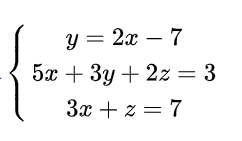 y = 2x − 7
5x + 3y + 2z = 3
3x + z = 7